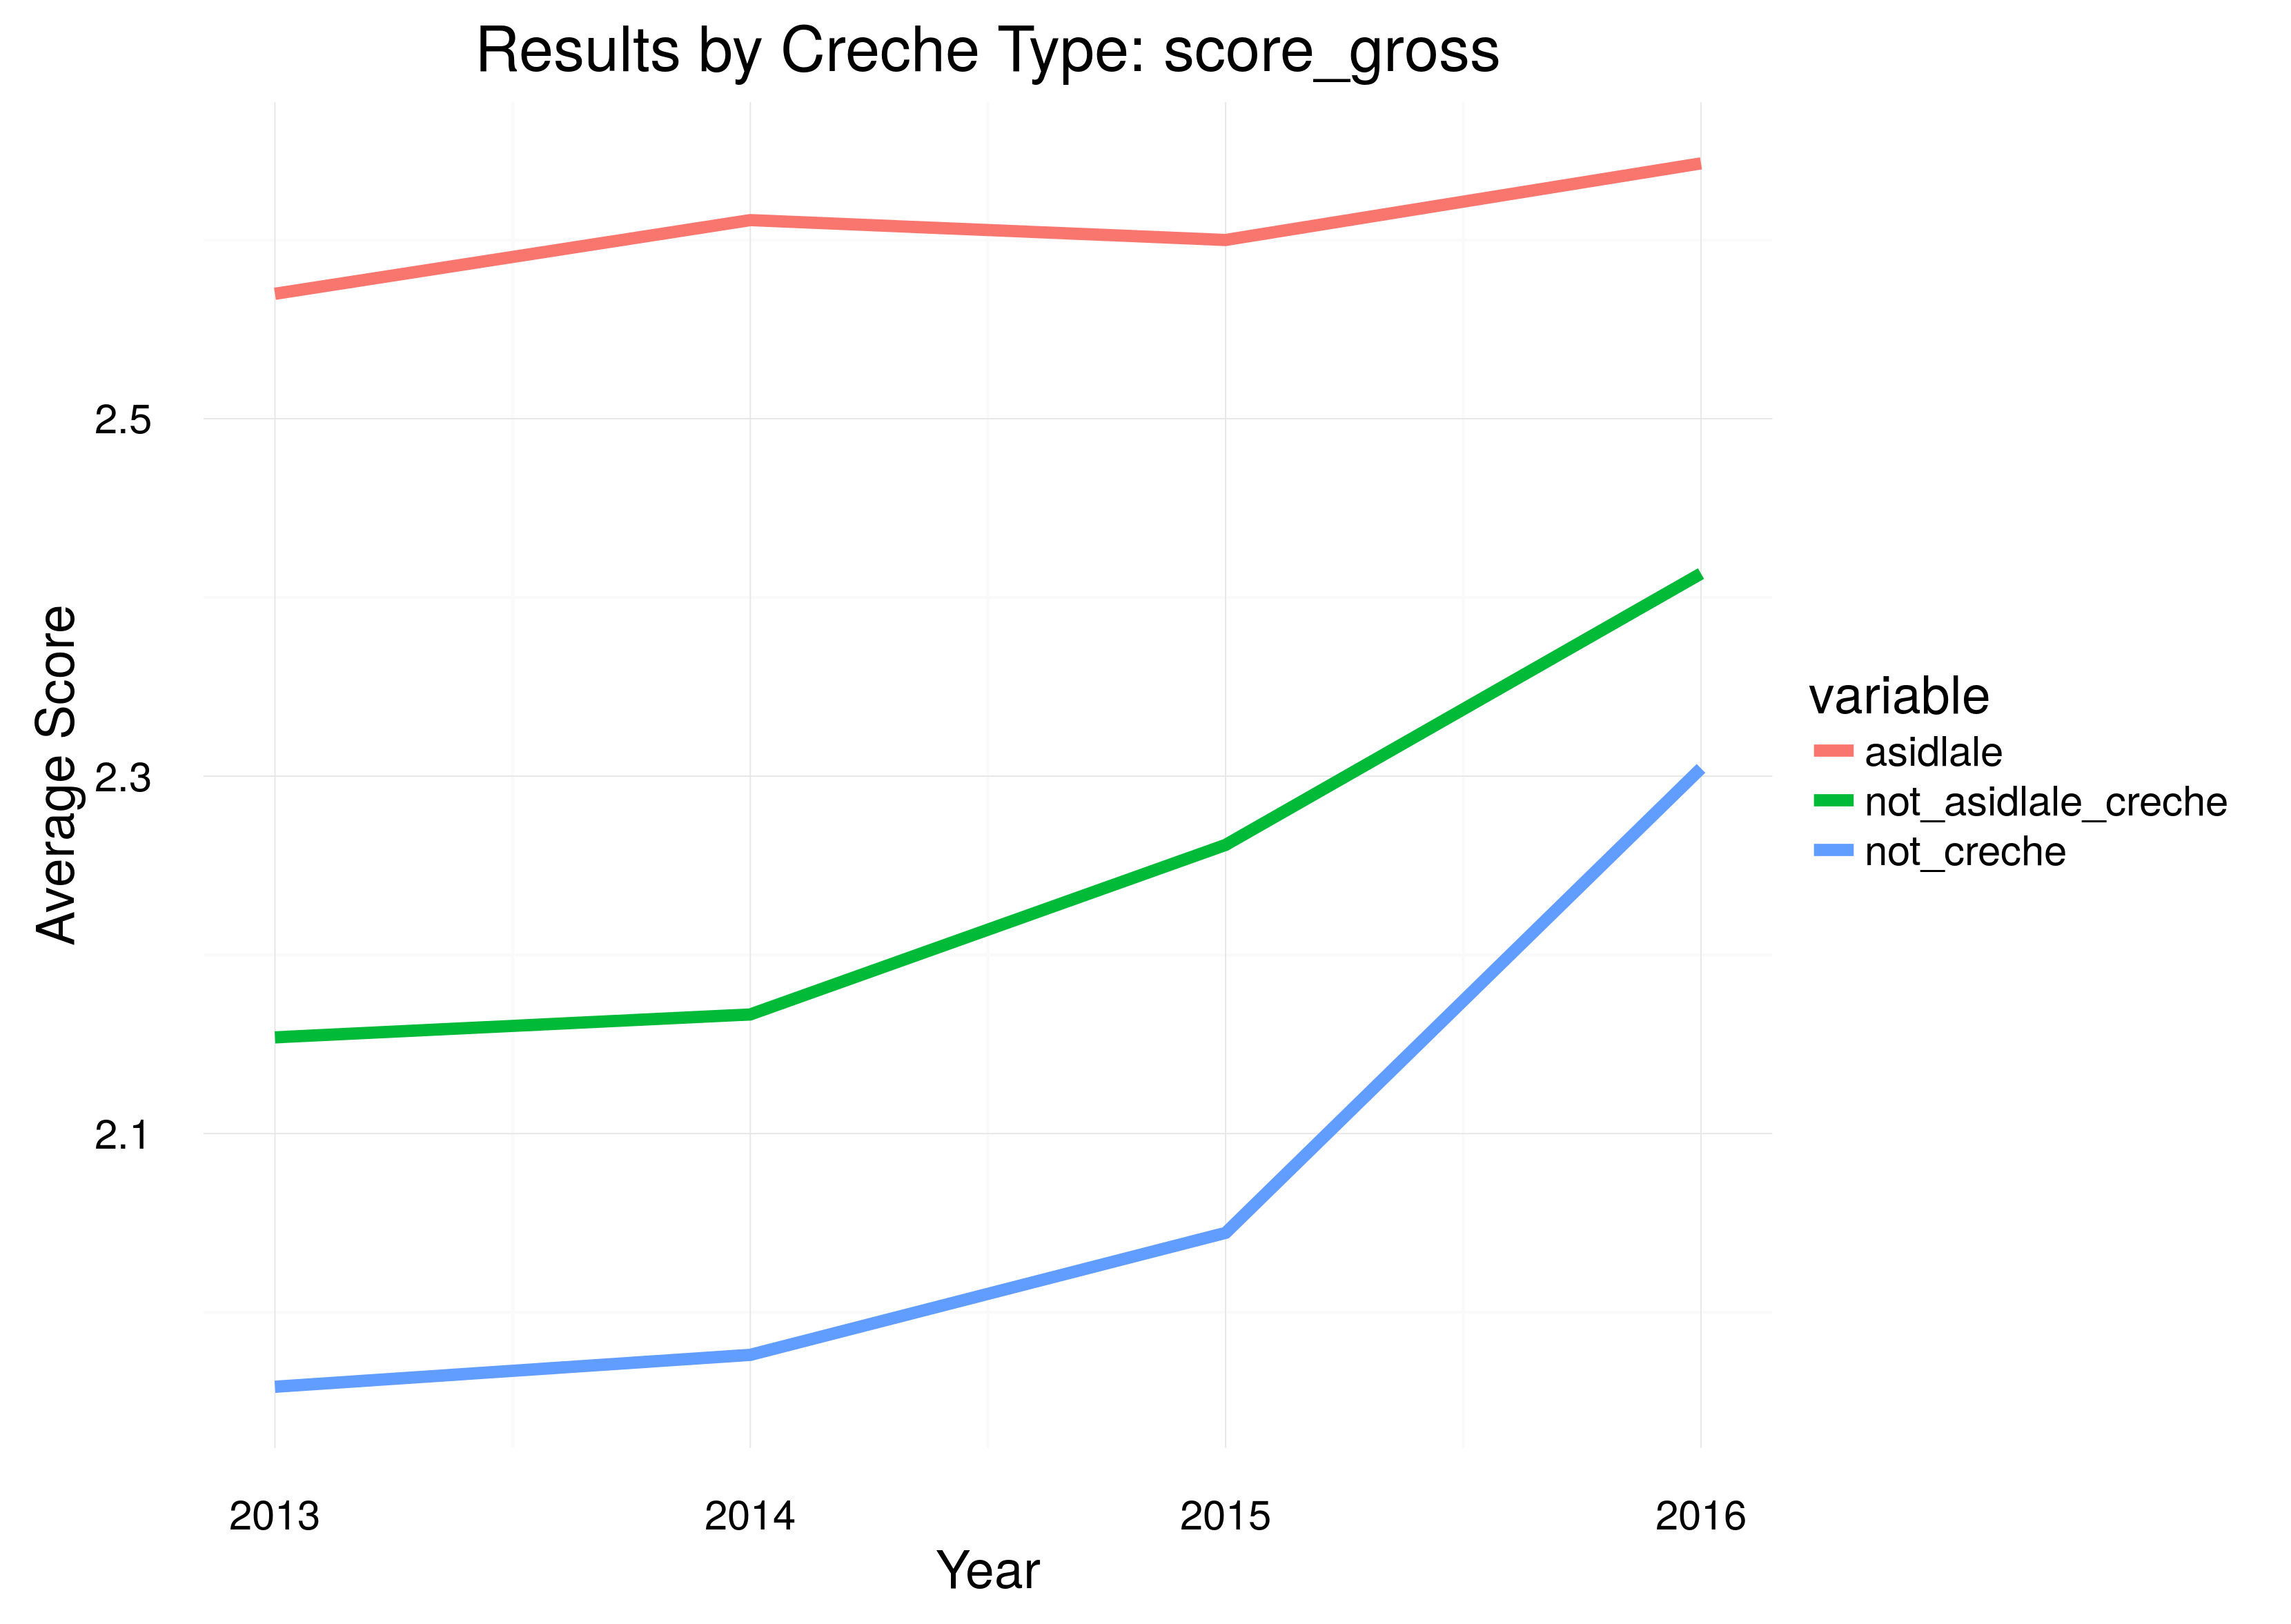 Results by Creche Type: score_gross
Average Score
2.5
2.3
2.1
2013 2014 2015 2016
Year
variable
asidlale
not_asidlale_creche
not_creche